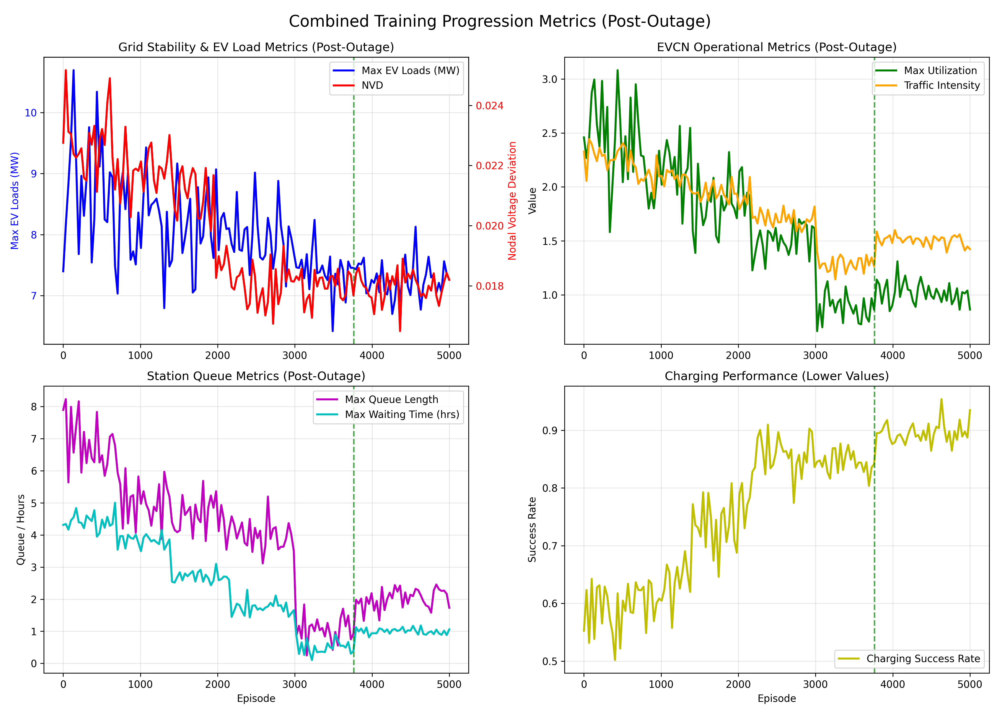 Combined Training Progression Metrics (Post-Outage)
Grid Stability & EV Load Metrics (Post-Outage)
Max EV Loads (MW)
NVD
10
9
8
7
Max EV Loads (MW)
0.024
0.022
0.020
0.018
Nodal Voltage Deviation
0 1000 2000 3000 4000 5000
EVCN Operational Metrics (Post-Outage)
Max Utilization
Traffic Intensity
3.0
2.5
2.0
1.5
1.0
Value
0 1000 2000 3000 4000 5000
Station Queue Metrics (Post-Outage)
Max Queue Length
Max Waiting Time (hrs)
8
7
6
5
4
3
2
1
0
Queue / Hours
0 1000 2000 3000 4000 5000
Episode
Charging Performance (Lower Values)
0.9
0.8
0.7
0.6
0.5
Success Rate
Charging Success Rate
0 1000 2000 3000 4000 5000
Episode